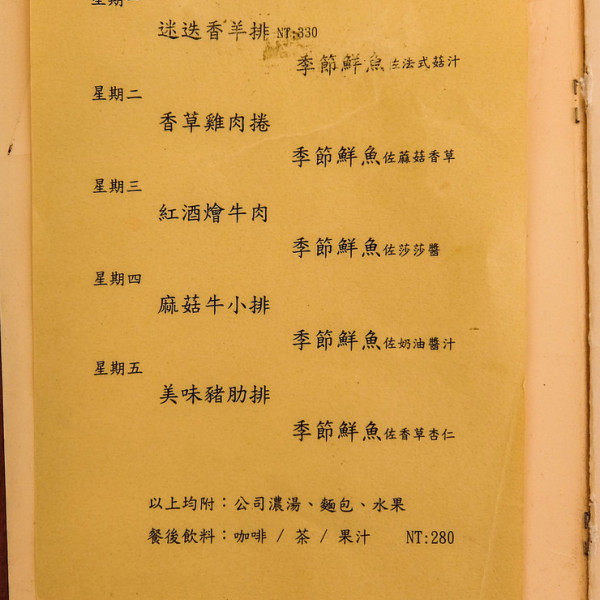 迷迭香羊排 NT:330
季節鮮魚佐法式菇汁
星期二
香草雞肉捲
季節鮮魚佐蔴菇香草
星期三
紅酒燴牛肉
季節鮮魚佐莎莎醬
星期四
麻菇牛小排
季節鮮魚佐奶油醬汁
星期五
美味豬肋排
季節鮮魚佐香草杏仁
以上均附：公司濃湯、麵包、水果
餐後飲料：咖啡 / 茶 / 果汁 NT:280